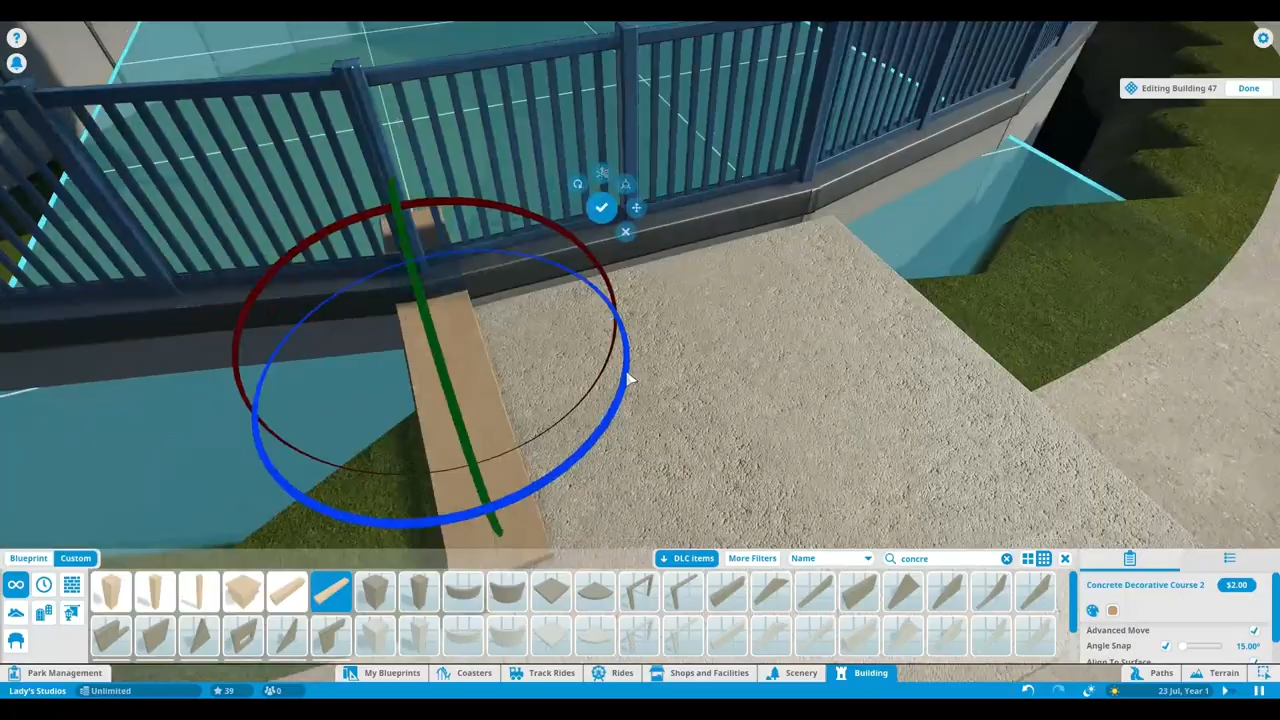 Editing Building 47 Done
Blueprint Custom DLC items More Filters Name concre
Concrete Decorative Course 2 $2.00
Advanced Move
Angle Snap 15.00°
Park Management My Blueprints Coasters Track Rides Rides Shops and Facilities Scenery Building Paths Terrain
Lady's Studios Unlimited 39 0 23 Jul, Year 1